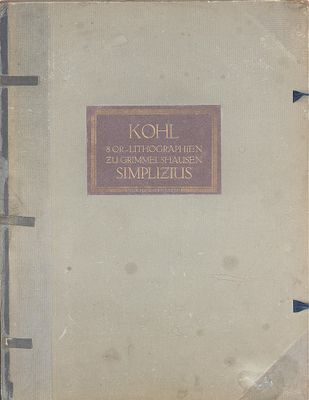 KOHL
8 OR.-LITHOGRAPHIEN
ZU GRIMMELSHAUSEN
SIMPLIZIUS